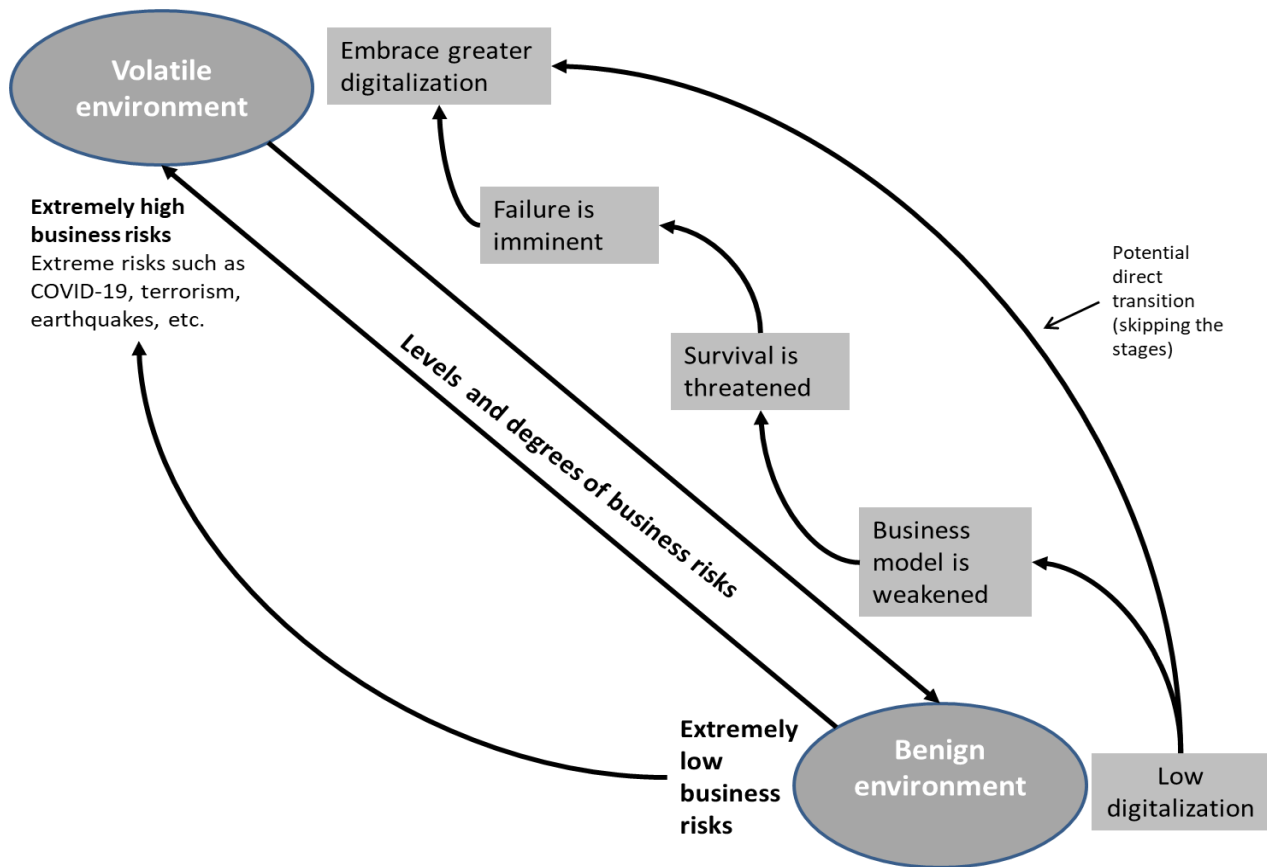 Volatile
environment
Embrace greater
digitalization
Extremely high
business risks
Extreme risks such as
COVID-19, terrorism,
earthquakes, etc.
Failure is
imminent
Potential
direct
transition
(skipping the
stages)
Survival is
threatened
Levels and degrees of business risks
Business
model is
weakened
Extremely
low
business
risks
Benign
environment
Low
digitalization